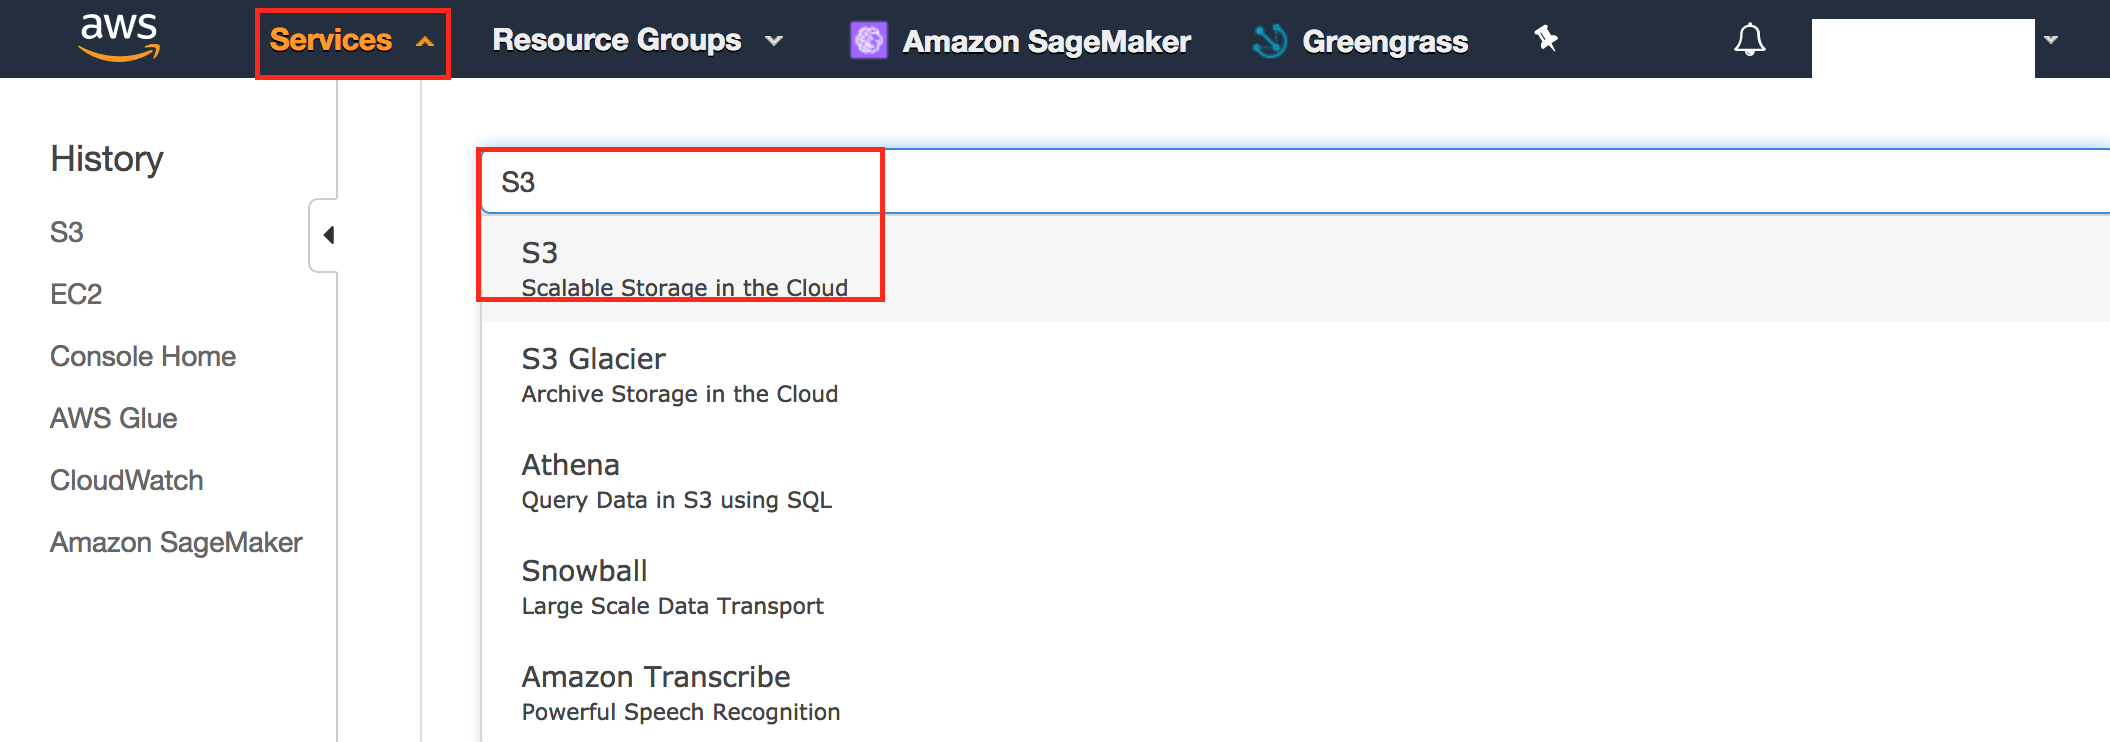 aws
Services
Resource Groups
Amazon SageMaker
Greengrass
History
S3
EC2
Console Home
AWS Glue
CloudWatch
Amazon SageMaker
S3
S3
Scalable Storage in the Cloud
S3 Glacier
Archive Storage in the Cloud
Athena
Query Data in S3 using SQL
Snowball
Large Scale Data Transport
Amazon Transcribe
Powerful Speech Recognition